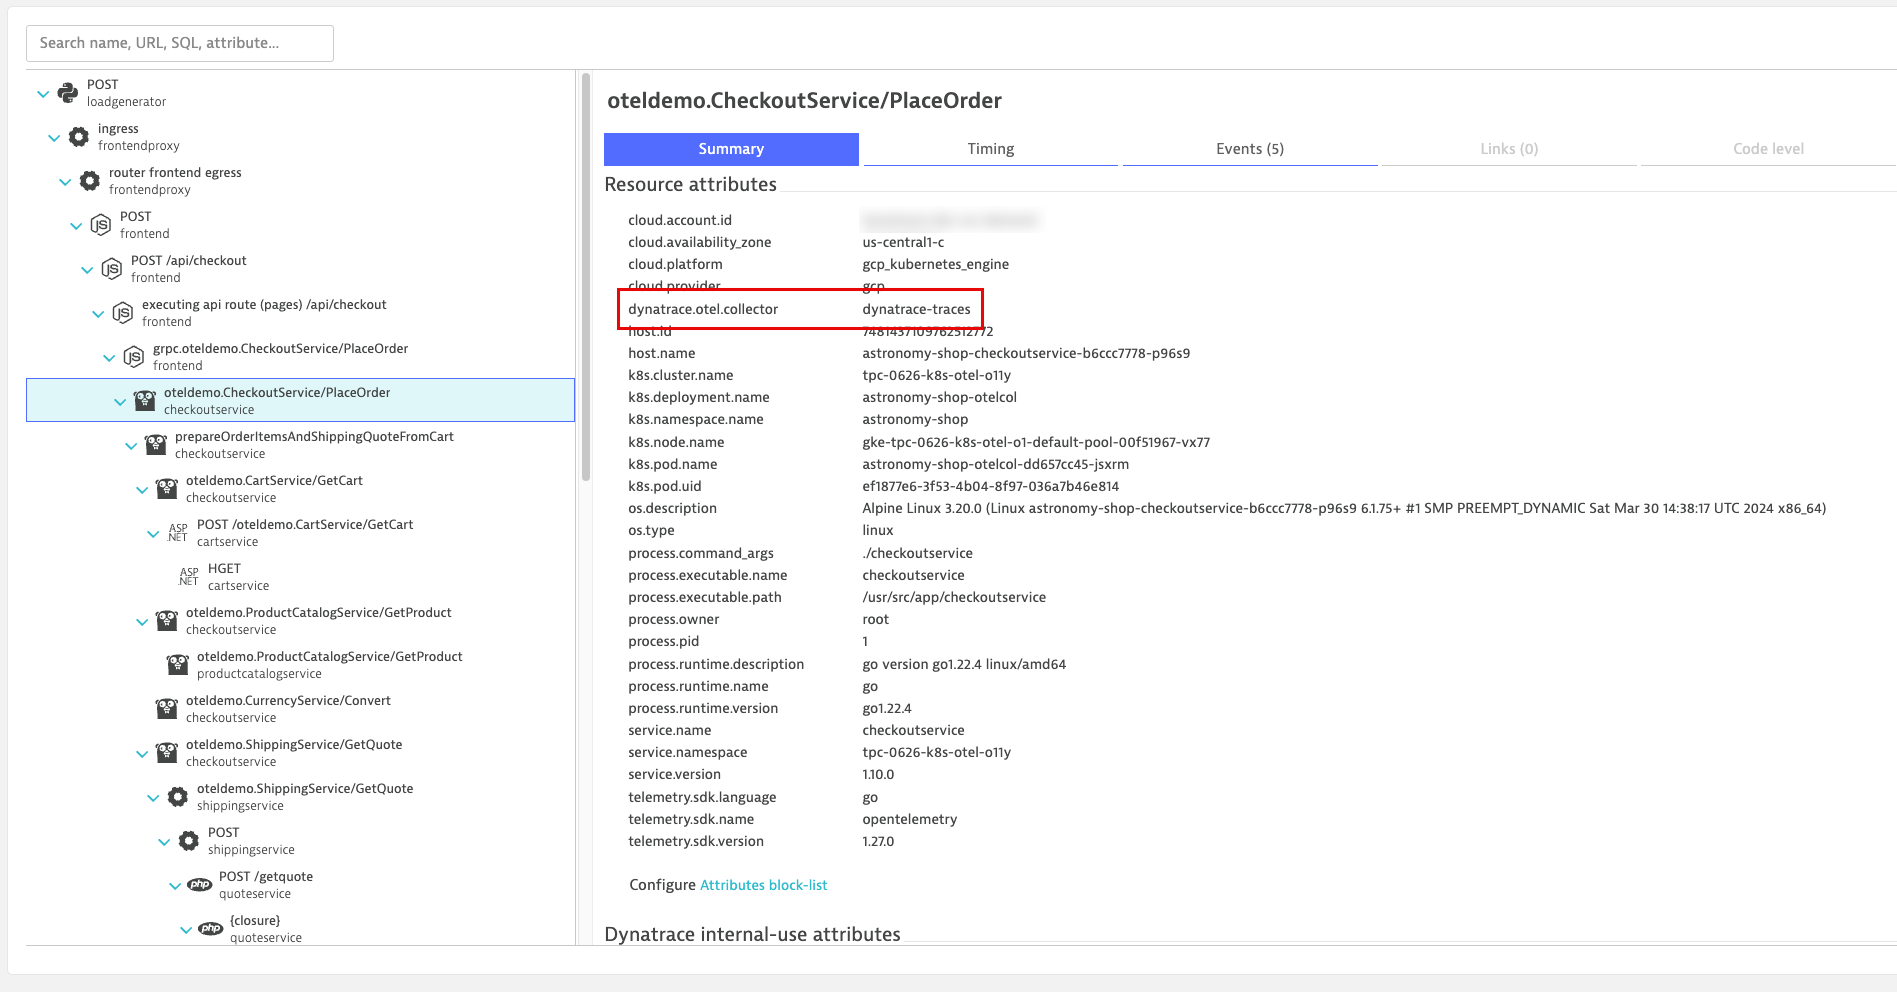 Search name, URL, SQL, attribute...
POST
loadgenerator
ingress
frontendproxy
router frontend egress
frontendproxy
POST
frontend
POST /api/checkout
frontend
executing api route (pages) /api/checkout
frontend
grpc.oteldemo.CheckoutService/PlaceOrder
frontend
oteldemo.CheckoutService/PlaceOrder
checkoutservice
prepareOrderItemsAndShippingQuoteFromCart
checkoutservice
oteldemo.CartService/GetCart
checkoutservice
ASP .NET POST /oteldemo.CartService/GetCart
cartservice
ASP .NET HGET
cartservice
oteldemo.ProductCatalogService/GetProduct
checkoutservice
oteldemo.ProductCatalogService/GetProduct
productcatalogservice
oteldemo.CurrencyService/Convert
checkoutservice
oteldemo.ShippingService/GetQuote
checkoutservice
oteldemo.ShippingService/GetQuote
shippingservice
POST
shippingservice
php POST /getquote
quoteservice
php {closure}
quoteservice
oteldemo.CheckoutService/PlaceOrder
Summary Timing Events (5) Links (0) Code level
Resource attributes
cloud.account.id
cloud.availability_zone us-central1-c
cloud.platform gcp_kubernetes_engine
cloud.provider gcp
dynatrace.otel.collector dynatrace-traces
host.id 7481437109762512772
host.name astronomy-shop-checkoutservice-b6ccc7778-p96s9
k8s.cluster.name tpc-0626-k8s-otel-o11y
k8s.deployment.name astronomy-shop-otelcol
k8s.namespace.name astronomy-shop
k8s.node.name gke-tpc-0626-k8s-otel-o1-default-pool-00f51967-vx77
k8s.pod.name astronomy-shop-otelcol-dd657cc45-jsxrm
k8s.pod.uid ef1877e6-3f53-4b04-8f97-036a7b46e814
os.description Alpine Linux 3.20.0 (Linux astronomy-shop-checkoutservice-b6ccc7778-p96s9 6.1.75+ #1 SMP PREEMPT_DYNAMIC Sat Mar 30 14:38:17 UTC 2024 x86_64)
os.type linux
process.command_args ./checkoutservice
process.executable.name checkoutservice
process.executable.path /usr/src/app/checkoutservice
process.owner root
process.pid 1
process.runtime.description go version go1.22.4 linux/amd64
process.runtime.name go
process.runtime.version go1.22.4
service.name checkoutservice
service.namespace tpc-0626-k8s-otel-o11y
service.version 1.10.0
telemetry.sdk.language go
telemetry.sdk.name opentelemetry
telemetry.sdk.version 1.27.0
Configure Attributes block-list
Dynatrace internal-use attributes